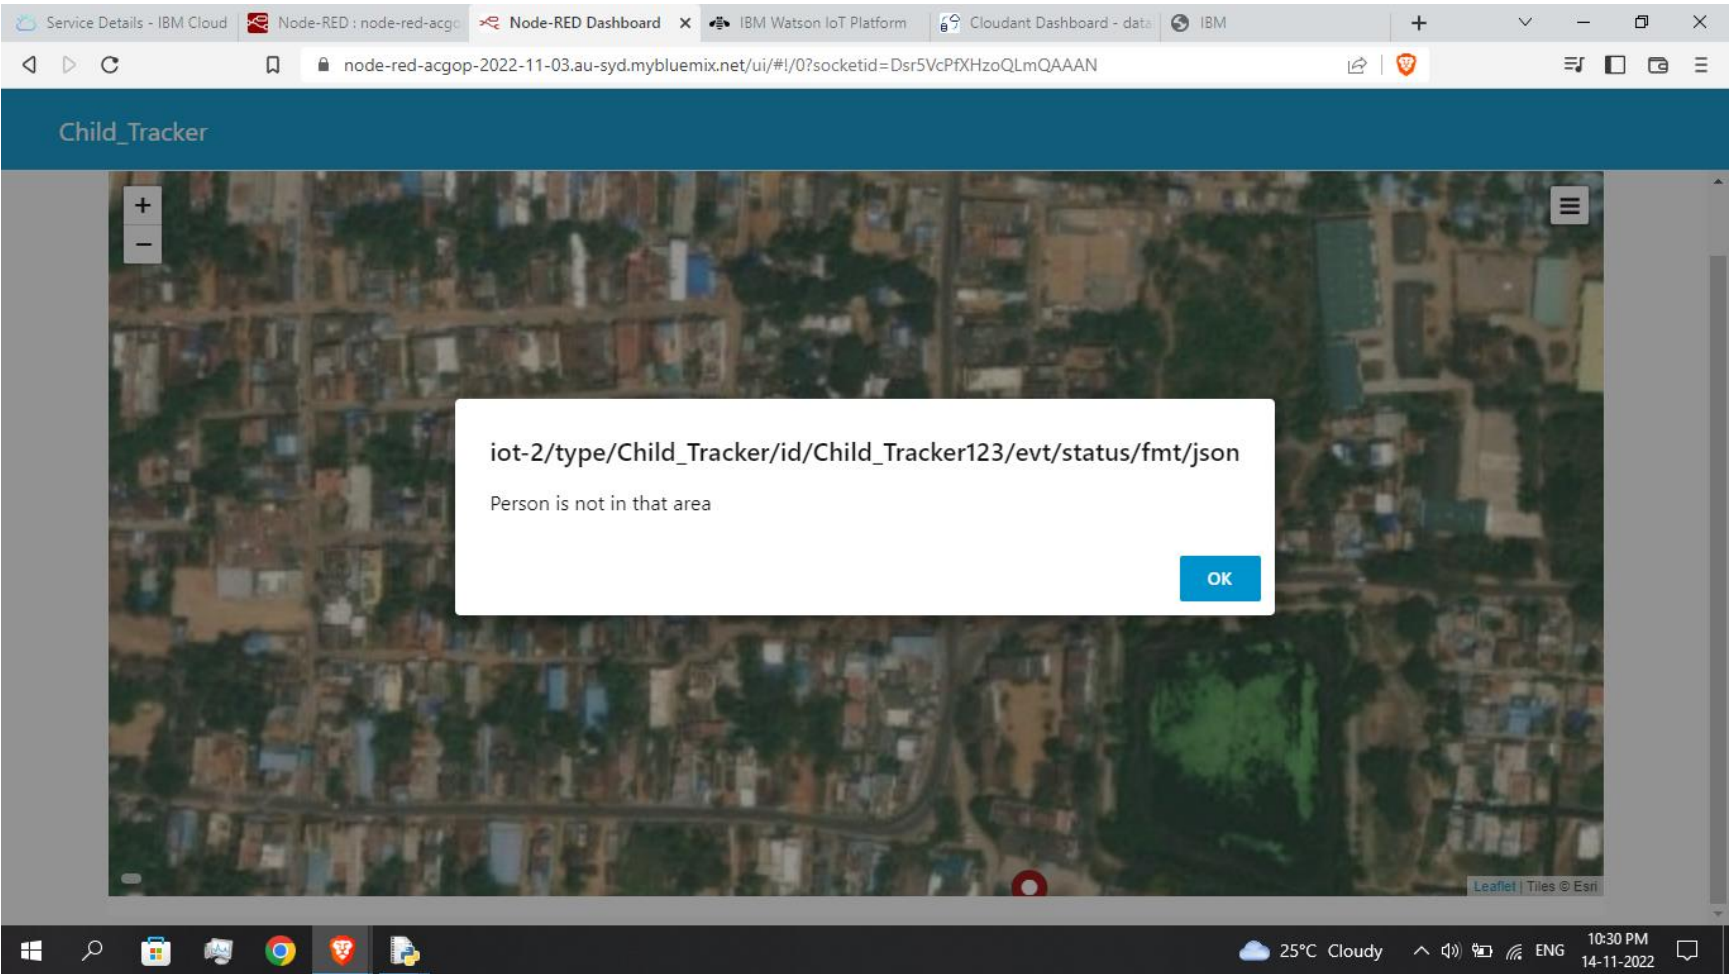 Service Details - IBM Cloud
Node-RED : node-red-acgo
Node-RED Dashboard
IBM Watson IoT Platform
Cloudant Dashboard - data
IBM
node-red-acgop-2022-11-03.au-syd.mybluemix.net/ui/#!/0?socketid=Dsr5VcPfXHzoQLmQAAAN
Child_Tracker
+
−
iot-2/type/Child_Tracker/id/Child_Tracker123/evt/status/fmt/json
Person is not in that area
OK
Leaflet | Tiles © Esri
25°C Cloudy
ENG
10:30 PM
14-11-2022